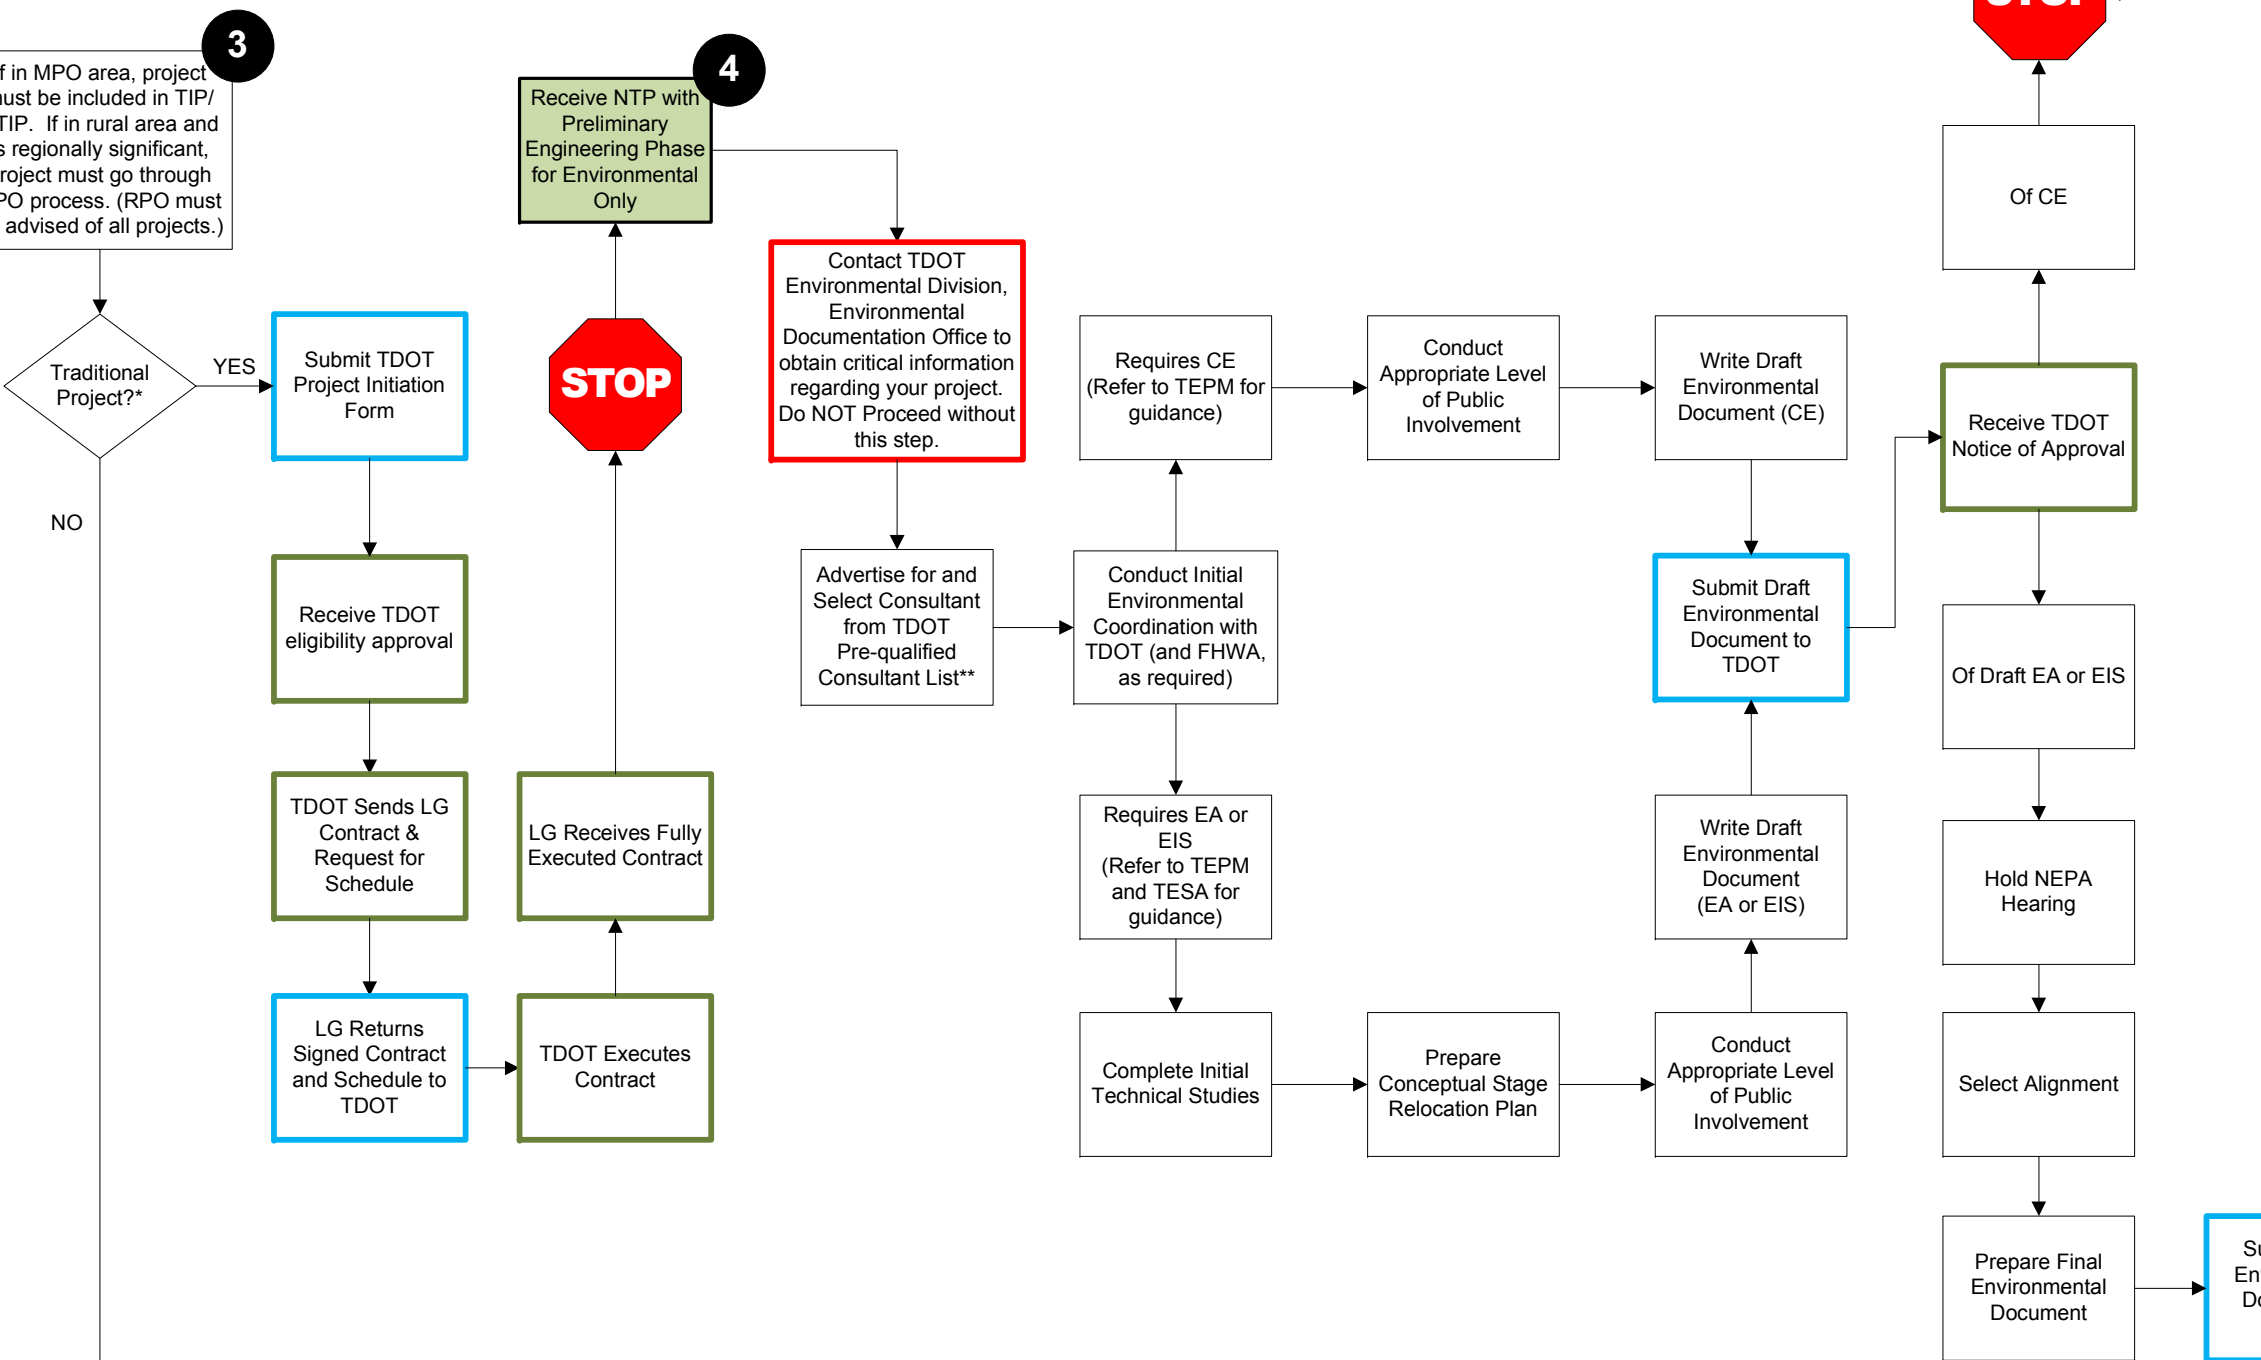 3
f in MPO area, project
must be included in TIP/
TIP.  If in rural area and
s regionally significant,
roject must go through
PO process. (RPO must
advised of all projects.)
Traditional
Project?*
YES
NO
Submit TDOT
Project Initiation
Form
Receive TDOT
eligibility approval
TDOT Sends LG
Contract &
Request for
Schedule
LG Returns
Signed Contract
and Schedule to
TDOT
TDOT Executes
Contract
LG Receives Fully
Executed Contract
STOP
4
Receive NTP with
Preliminary
Engineering Phase
for Environmental
Only
Contact TDOT
Environmental Division,
Environmental
Documentation Office to
obtain critical information
regarding your project.
Do NOT Proceed without
this step.
Advertise for and
Select Consultant
from TDOT
Pre-qualified
Consultant List**
Conduct Initial
Environmental
Coordination with
TDOT (and FHWA,
as required)
Requires CE
(Refer to TEPM for
guidance)
Conduct
Appropriate Level
of Public
Involvement
Write Draft
Environmental
Document (CE)
Requires EA or
EIS
(Refer to TEPM
and TESA for
guidance)
Complete Initial
Technical Studies
Prepare
Conceptual Stage
Relocation Plan
Conduct
Appropriate Level
of Public
Involvement
Write Draft
Environmental
Document
(EA or EIS)
Submit Draft
Environmental
Document to
TDOT
Receive TDOT
Notice of Approval
Of CE
STOP
Of Draft EA or EIS
Hold NEPA
Hearing
Select Alignment
Prepare Final
Environmental
Document